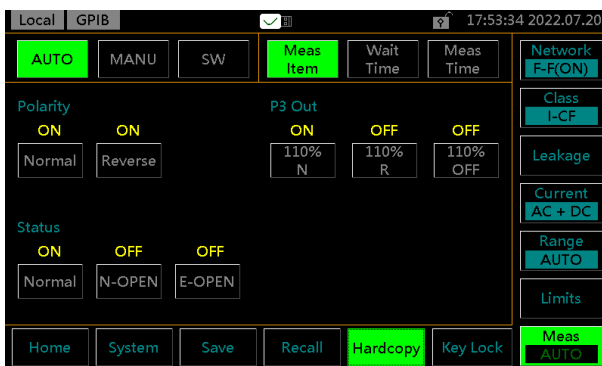 Local GPIB 17:53:34 2022.07.20
AUTO MANU SW Meas Item Wait Time Meas Time
Network
F-F(ON)
Class
I-CF
Polarity P3 Out
ON ON ON OFF OFF
Normal Reverse 110% N 110% R 110% OFF
Leakage
Current
AC + DC
Status
ON OFF OFF
Normal N-OPEN E-OPEN
Range
AUTO
Limits
Home System Save Recall Hardcopy Key Lock
Meas
AUTO